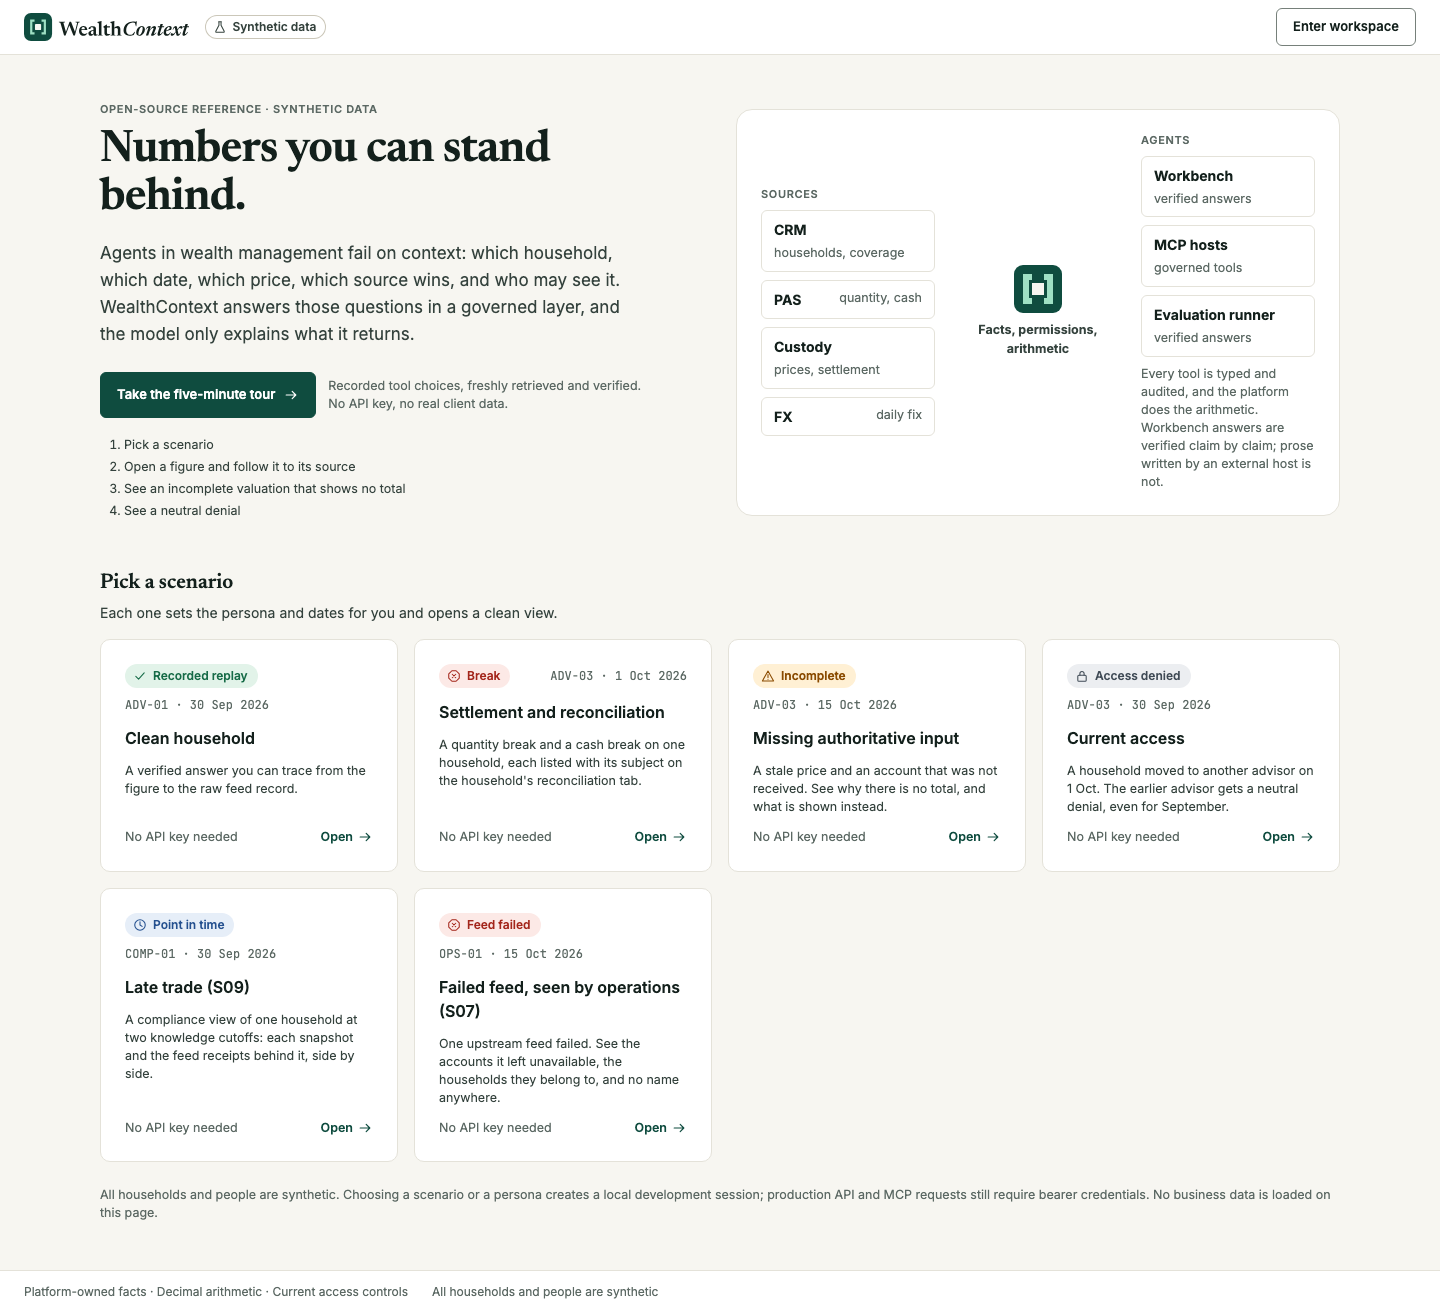 WealthContext
Synthetic data
Enter workspace
OPEN-SOURCE REFERENCE · SYNTHETIC DATA
Numbers you can stand
behind.
Agents in wealth management fail on context: which household,
which date, which price, which source wins, and who may see it.
WealthContext answers those questions in a governed layer, and
the model only explains what it returns.
Take the five-minute tour →
Recorded tool choices, freshly retrieved and verified.
No API key, no real client data.
1. Pick a scenario
2. Open a figure and follow it to its source
3. See an incomplete valuation that shows no total
4. See a neutral denial
SOURCES
CRM
households, coverage
PAS quantity, cash
Custody
prices, settlement
FX daily fix
Facts, permissions,
arithmetic
AGENTS
Workbench
verified answers
MCP hosts
governed tools
Evaluation runner
verified answers
Every tool is typed and
audited, and the platform
does the arithmetic.
Workbench answers are
verified claim by claim; prose
written by an external host is
not.
Pick a scenario
Each one sets the persona and dates for you and opens a clean view.
Recorded replay
ADV-01 · 30 Sep 2026
Clean household
A verified answer you can trace from the
figure to the raw feed record.
No API key needed
Open →
Break
ADV-03 · 1 Oct 2026
Settlement and reconciliation
A quantity break and a cash break on one
household, each listed with its subject on
the household's reconciliation tab.
No API key needed
Open →
Incomplete
ADV-03 · 15 Oct 2026
Missing authoritative input
A stale price and an account that was not
received. See why there is no total, and
what is shown instead.
No API key needed
Open →
Access denied
ADV-03 · 30 Sep 2026
Current access
A household moved to another advisor on
1 Oct. The earlier advisor gets a neutral
denial, even for September.
No API key needed
Open →
Point in time
COMP-01 · 30 Sep 2026
Late trade (S09)
A compliance view of one household at
two knowledge cutoffs: each snapshot
and the feed receipts behind it, side by
side.
No API key needed
Open →
Feed failed
OPS-01 · 15 Oct 2026
Failed feed, seen by operations
(S07)
One upstream feed failed. See the
accounts it left unavailable, the
households they belong to, and no name
anywhere.
No API key needed
Open →
All households and people are synthetic. Choosing a scenario or a persona creates a local development session; production API and MCP requests still require bearer credentials. No business data is loaded on
this page.
Platform-owned facts · Decimal arithmetic · Current access controls
All households and people are synthetic